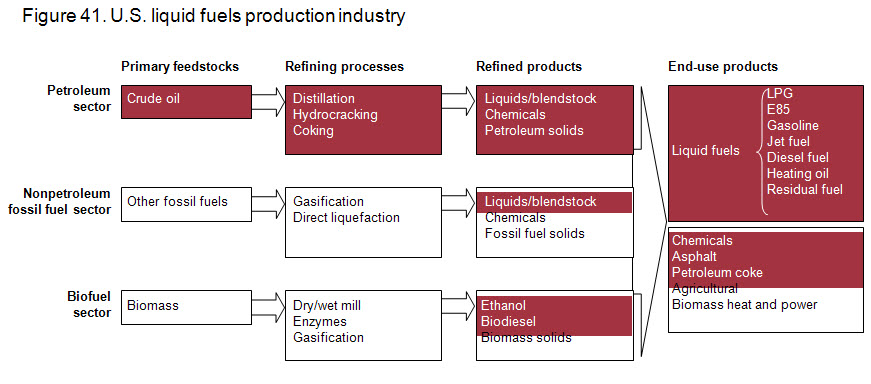 Figure 41. U.S. liquid fuels production industry
Primary feedstocks
Refining processes
Refined products
End-use products
Petroleum
sector
Crude oil
Distillation
Hydrocracking
Coking
Liquids/blendstock
Chemicals
Petroleum solids
Liquid fuels
LPG
E85
Gasoline
Jet fuel
Diesel fuel
Heating oil
Residual fuel
Nonpetroleum
fossil fuel sector
Other fossil fuels
Gasification
Direct liquefaction
Liquids/blendstock
Chemicals
Fossil fuel solids
Chemicals
Asphalt
Petroleum coke
Agricultural
Biomass heat and power
Biofuel
sector
Biomass
Dry/wet mill
Enzymes
Gasification
Ethanol
Biodiesel
Biomass solids